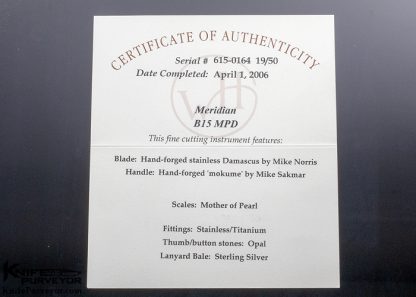 CERTIFICATE OF AUTHENTICITY
Serial # 615-0164 19/50
Date Completed: April 1, 2006
Meridian
B15 MPD
This fine cutting instrument features:
Blade: Hand-forged stainless Damascus by Mike Norris
Handle: Hand-forged 'mokume' by Mike Sakmar
Scales: Mother of Pearl
Fittings: Stainless/Titanium
Thumb/button stones: Opal
Lanyard Bale: Sterling Silver
KNIFE
PURVEYOR
KnifePurveyor.com